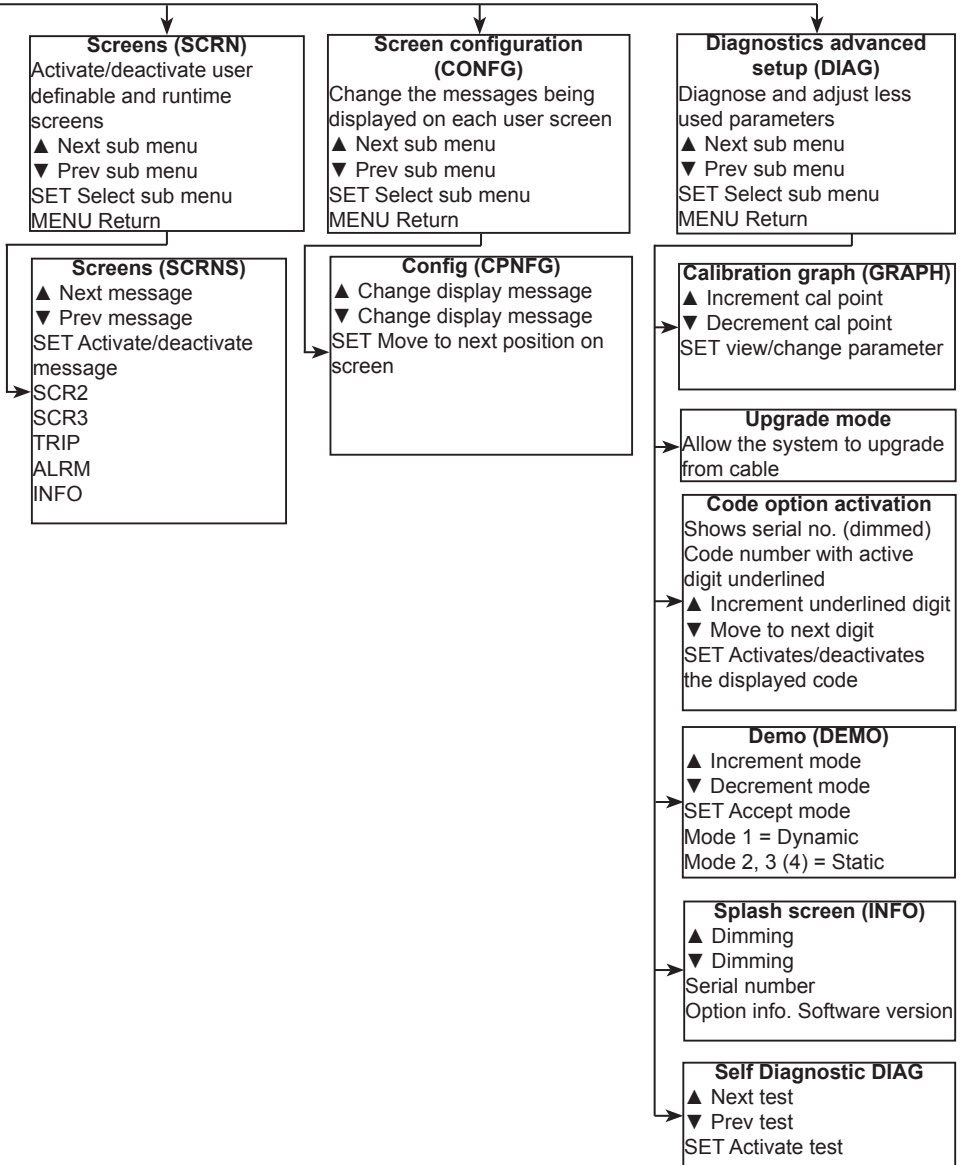 Screens (SCRN)
Activate/deactivate user
definable and runtime
screens
▲ Next sub menu
▼ Prev sub menu
SET Select sub menu
MENU Return
Screens (SCRNS)
▲ Next message
▼ Prev message
SET Activate/deactivate
message
SCR2
SCR3
TRIP
ALRM
INFO
Screen configuration
(CONFG)
Change the messages being
displayed on each user screen
▲ Next sub menu
▼ Prev sub menu
SET Select sub menu
MENU Return
Config (CPNFG)
▲ Change display message
▼ Change display message
SET Move to next position on
screen
Diagnostics advanced
setup (DIAG)
Diagnose and adjust less
used parameters
▲ Next sub menu
▼ Prev sub menu
SET Select sub menu
MENU Return
Calibration graph (GRAPH)
▲ Increment cal point
▼ Decrement cal point
SET view/change parameter
Upgrade mode
Allow the system to upgrade
from cable
Code option activation
Shows serial no. (dimmed)
Code number with active
digit underlined
▲ Increment underlined digit
▼ Move to next digit
SET Activates/deactivates
the displayed code
Demo (DEMO)
▲ Increment mode
▼ Decrement mode
SET Accept mode
Mode 1 = Dynamic
Mode 2, 3 (4) = Static
Splash screen (INFO)
▲ Dimming
▼ Dimming
Serial number
Option info. Software version
Self Diagnostic DIAG
▲ Next test
▼ Prev test
SET Activate test